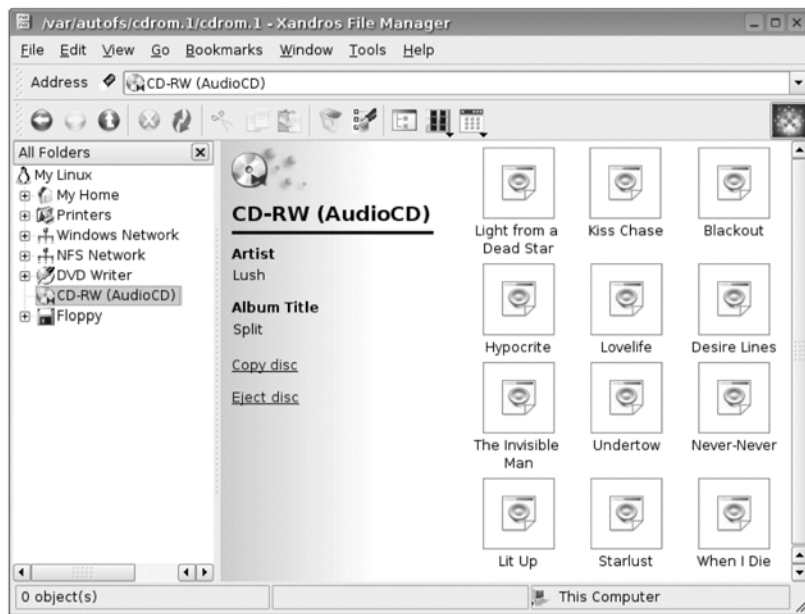 /var/autofs/cdrom.1/cdrom.1 - Xandros File Manager
File Edit View Go Bookmarks Window Tools Help
Address CD-RW (AudioCD)
All Folders
My Linux
My Home
Printers
Windows Network
NFS Network
DVD Writer
CD-RW (AudioCD)
Floppy
CD-RW (AudioCD)
Artist
Lush
Album Title
Split
Copy disc
Eject disc
Light from a
Dead Star
Kiss Chase
Blackout
Hypocrite
Lovelife
Desire Lines
The Invisible
Man
Undertow
Never-Never
Lit Up
Starlust
When I Die
0 object(s)
This Computer